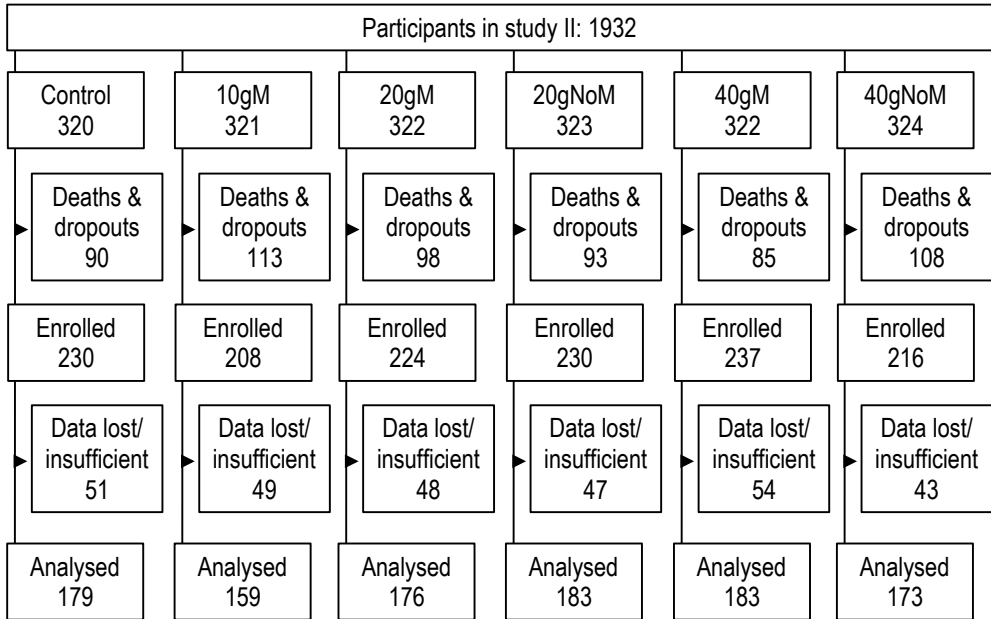 Participants in study II: 1932
Control
320
10gM
321
20gM
322
20gNoM
323
40gM
322
40gNoM
324
Deaths &
dropouts
90
Deaths &
dropouts
113
Deaths &
dropouts
98
Deaths &
dropouts
93
Deaths &
dropouts
85
Deaths &
dropouts
108
Enrolled
230
Enrolled
208
Enrolled
224
Enrolled
230
Enrolled
237
Enrolled
216
Data lost/
insufficient
51
Data lost/
insufficient
49
Data lost/
insufficient
48
Data lost/
insufficient
47
Data lost/
insufficient
54
Data lost/
insufficient
43
Analysed
179
Analysed
159
Analysed
176
Analysed
183
Analysed
183
Analysed
173